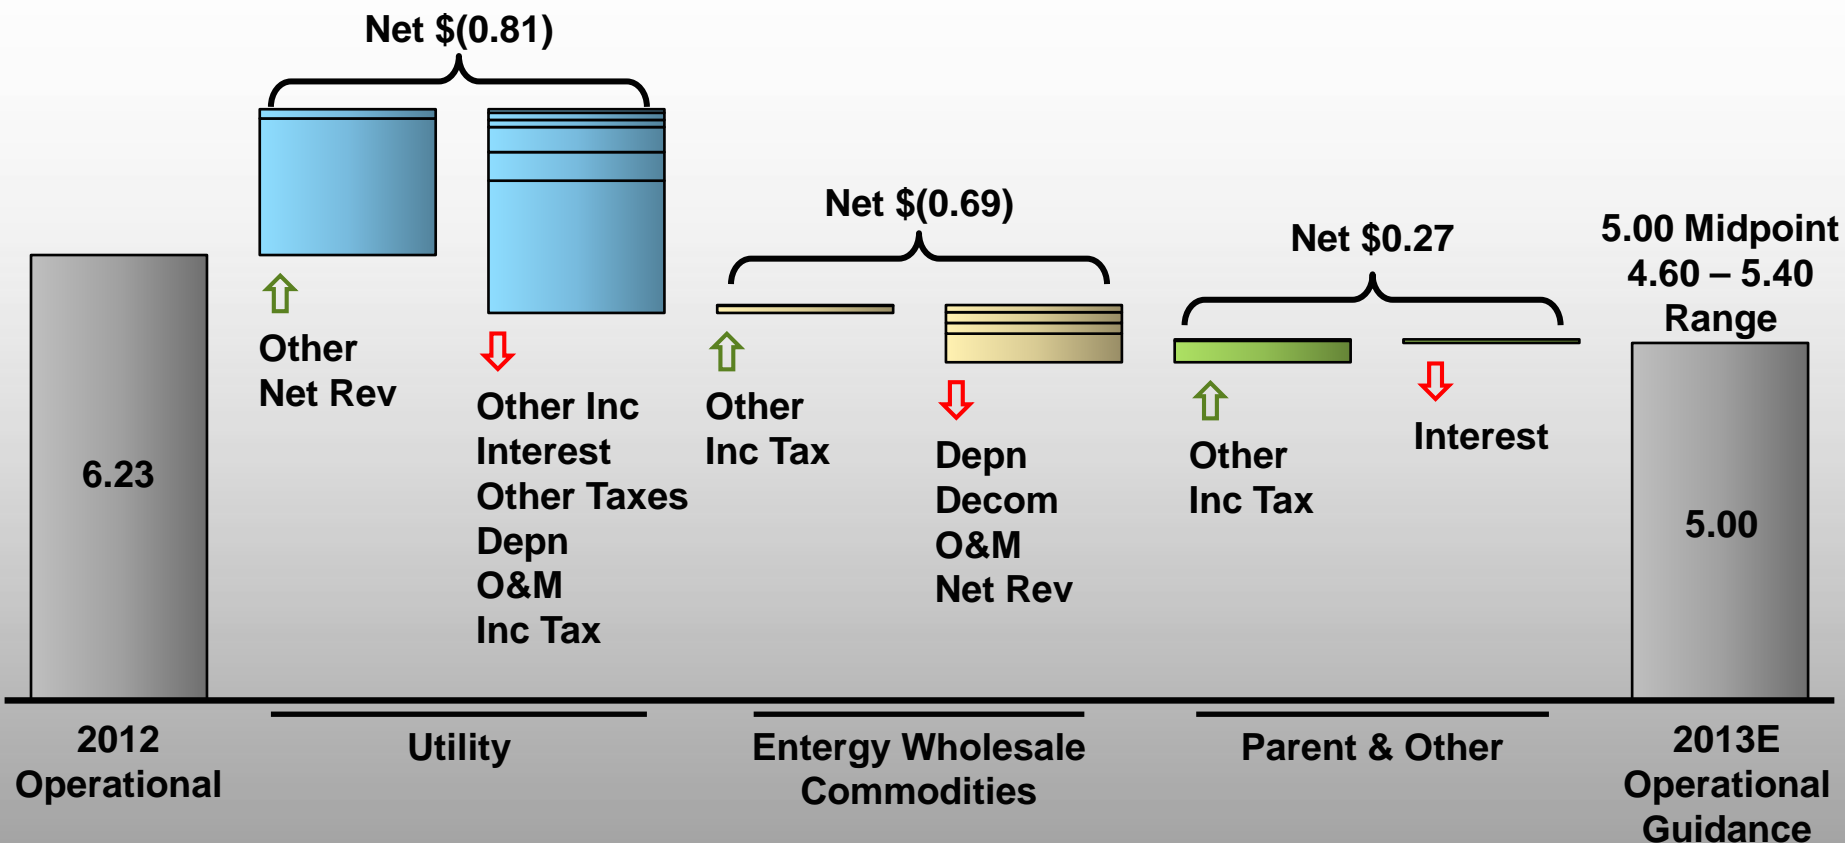 Net $(0.81)
Other
Net Rev
Other Inc
Interest
Other Taxes
Depn
O&M
Inc Tax
Net $(0.69)
Other
Inc Tax
Depn
Decom
O&M
Net Rev
Net $0.27
Other
Inc Tax
Interest
5.00 Midpoint
4.60 – 5.40
Range
6.23
5.00
2012
Operational
Utility
Entergy Wholesale
Commodities
Parent & Other
2013E
Operational
Guidance